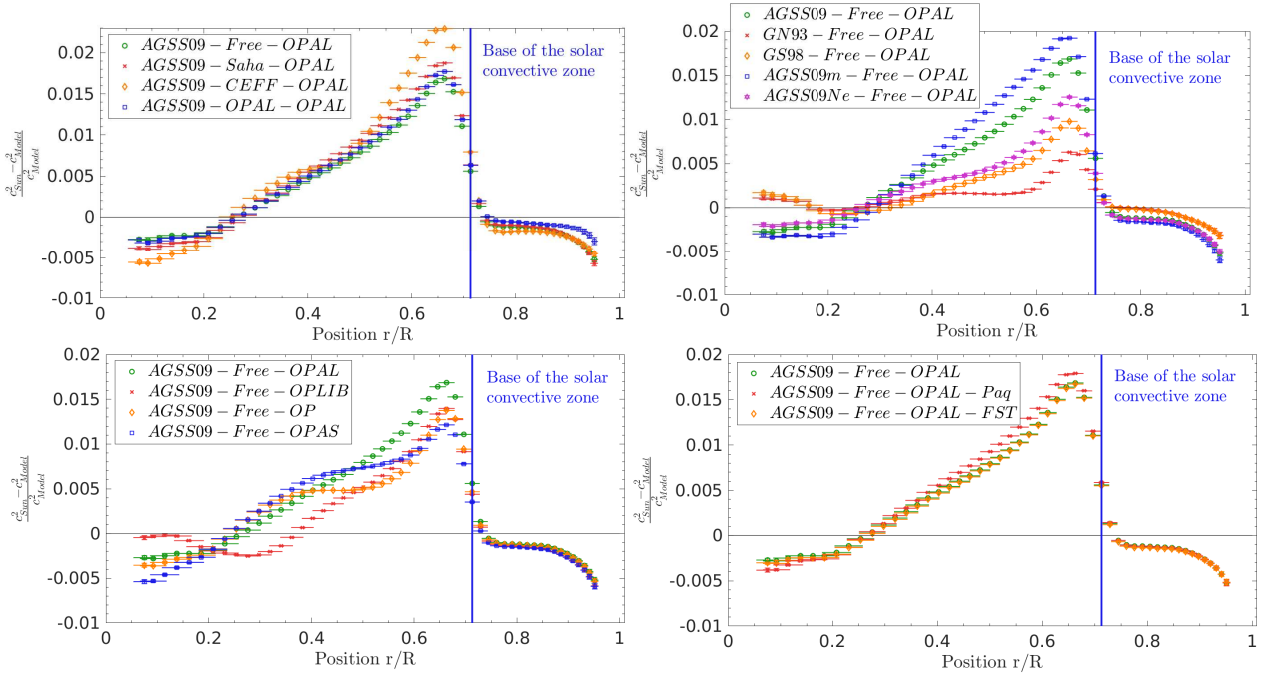 0.02
0.015
0.01
0.005
0
-0.005
-0.01
AGSS09 − Free − OPAL
AGSS09 − Saha − OPAL
AGSS09 − CEFF − OPAL
AGSS09 − OPAL − OPAL
Base of the solar
convective zone
c²Sun−c²Model
c²Model
0 0.2 0.4 0.6 0.8 1
Position r/R
0.02
0.015
0.01
0.005
0
-0.005
-0.01
AGSS09 − Free − OPAL
GN93 − Free − OPAL
GS98 − Free − OPAL
AGSS09m − Free − OPAL
AGSS09Ne − Free − OPAL
Base of the solar
convective zone
c²Sun−c²Model
c²Model
0 0.2 0.4 0.6 0.8 1
Position r/R
0.02
0.015
0.01
0.005
0
-0.005
-0.01
AGSS09 − Free − OPAL
AGSS09 − Free − OPLIB
AGSS09 − Free − OP
AGSS09 − Free − OPAS
Base of the solar
convective zone
c²Sun−c²Model
c²Model
0 0.2 0.4 0.6 0.8 1
Position r/R
0.02
0.015
0.01
0.005
0
-0.005
-0.01
AGSS09 − Free − OPAL
AGSS09 − Free − OPAL − Paq
AGSS09 − Free − OPAL − FST
Base of the solar
convective zone
c²Sun−c²Model
c²Model
0 0.2 0.4 0.6 0.8 1
Position r/R